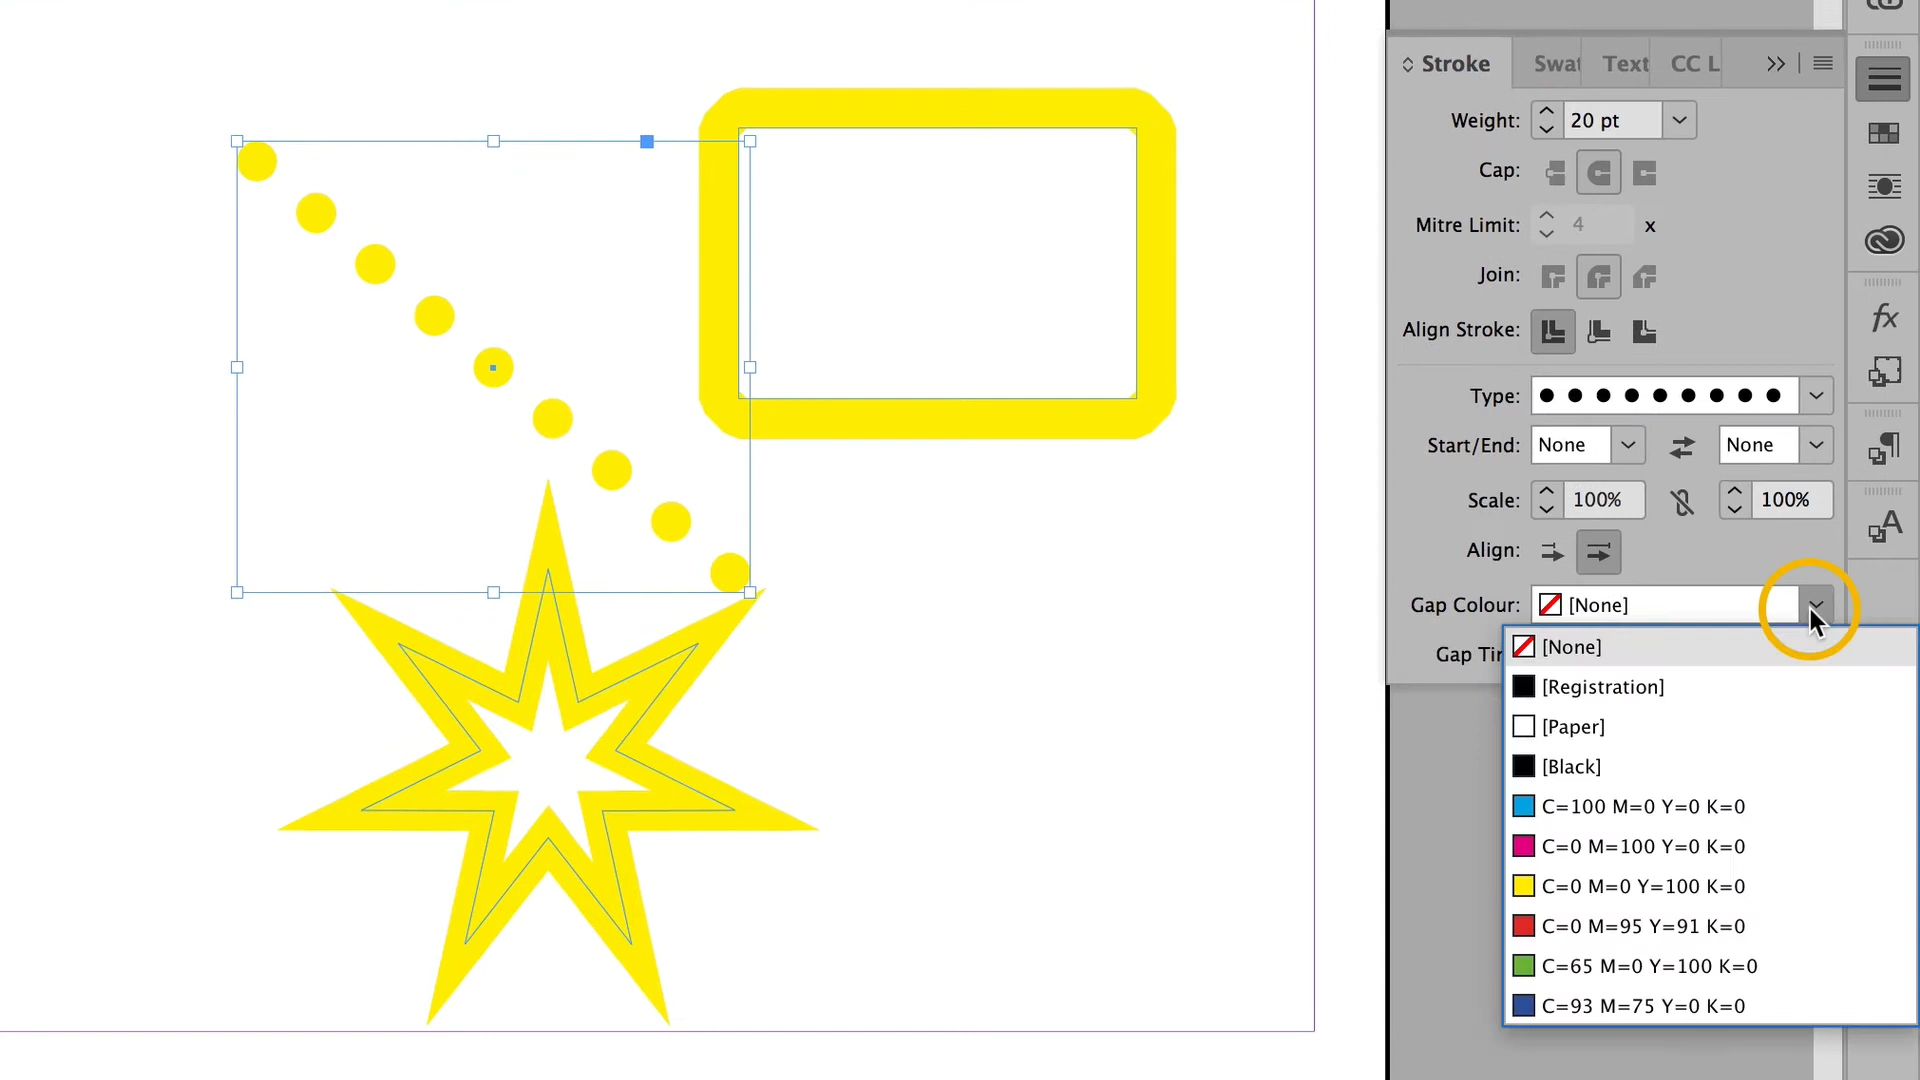 Stroke Swat Text CC L
Weight: 20 pt
Cap:
Mitre Limit: 4 x
Join:
Align Stroke:
Type:
Start/End: None None
Scale: 100% 100%
Align:
Gap Colour: [None]
Gap Tin
[None]
[Registration]
[Paper]
[Black]
C=100 M=0 Y=0 K=0
C=0 M=100 Y=0 K=0
C=0 M=0 Y=100 K=0
C=0 M=95 Y=91 K=0
C=65 M=0 Y=100 K=0
C=93 M=75 Y=0 K=0
fx
A